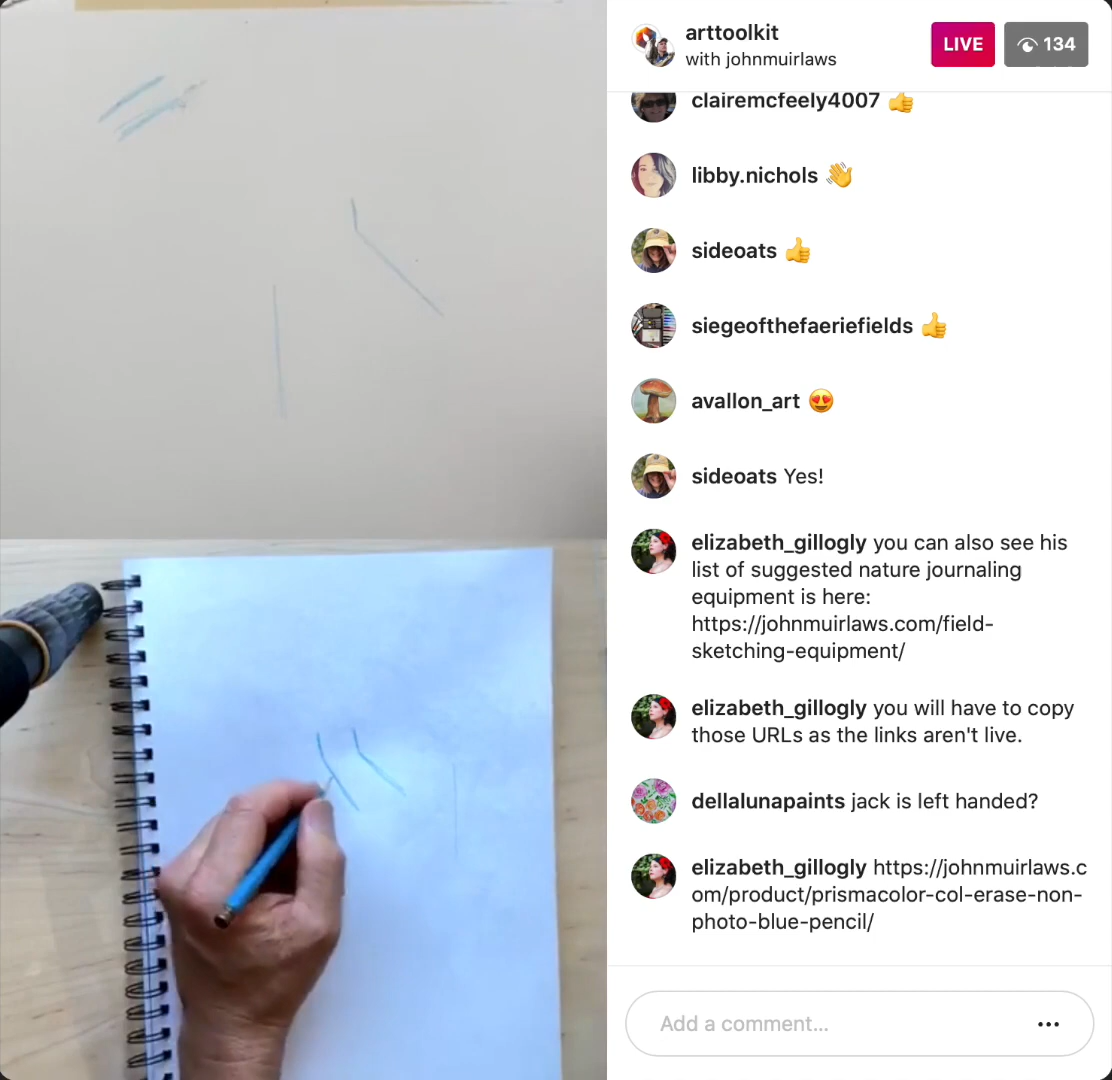 arttoolkit
with johnmuirlaws
LIVE
134
clairemcfeely4007 👍
libby.nichols 👋
sideoats 👍
siegeofthefaeriefields 👍
avallon_art 😍
sideoats Yes!
elizabeth_gillogly you can also see his
list of suggested nature journaling
equipment is here:
https://johnmuirlaws.com/field-
sketching-equipment/
elizabeth_gillogly you will have to copy
those URLs as the links aren't live.
dellalunapaints jack is left handed?
elizabeth_gillogly https://johnmuirlaws.c
om/product/prismacolor-col-erase-non-
photo-blue-pencil/
Add a comment...